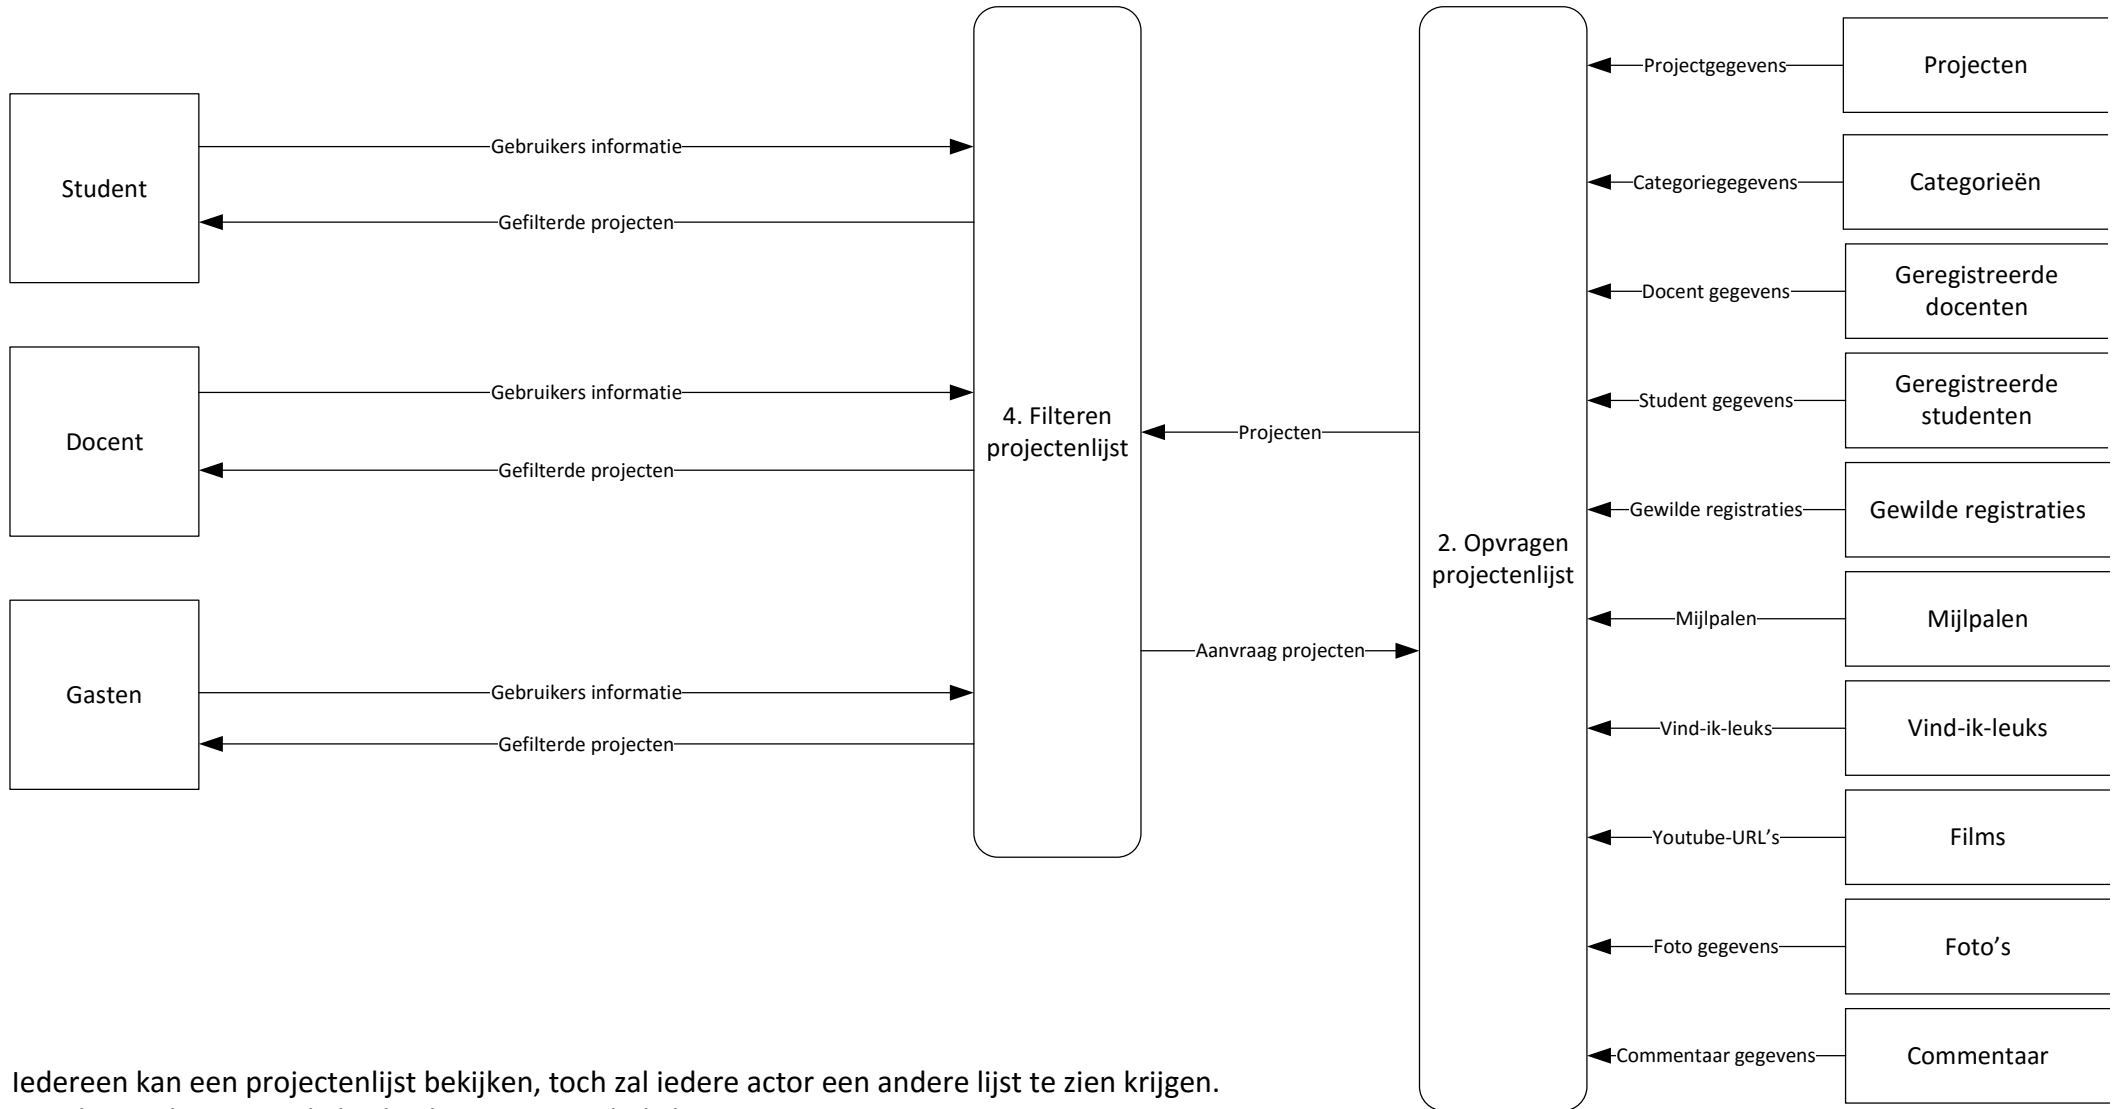 Student
Gebruikers informatie
Gefilterde projecten
Docent
Gebruikers informatie
Gefilterde projecten
Gasten
Gebruikers informatie
Gefilterde projecten
4. Filteren
projectenlijst
Projecten
Aanvraag projecten
2. Opvragen
projectenlijst
Projectgegevens
Projecten
Categoriegegevens
Categorieën
Docent gegevens
Geregistreerde
docenten
Student gegevens
Geregistreerde
studenten
Gewilde registraties
Gewilde registraties
Mijlpalen
Mijlpalen
Vind-ik-leuks
Vind-ik-leuks
Youtube-URL’s
Films
Foto gegevens
Foto’s
Commentaar gegevens
Commentaar
Iedereen kan een projectenlijst bekijken, toch zal iedere actor een andere lijst te zien krijgen.